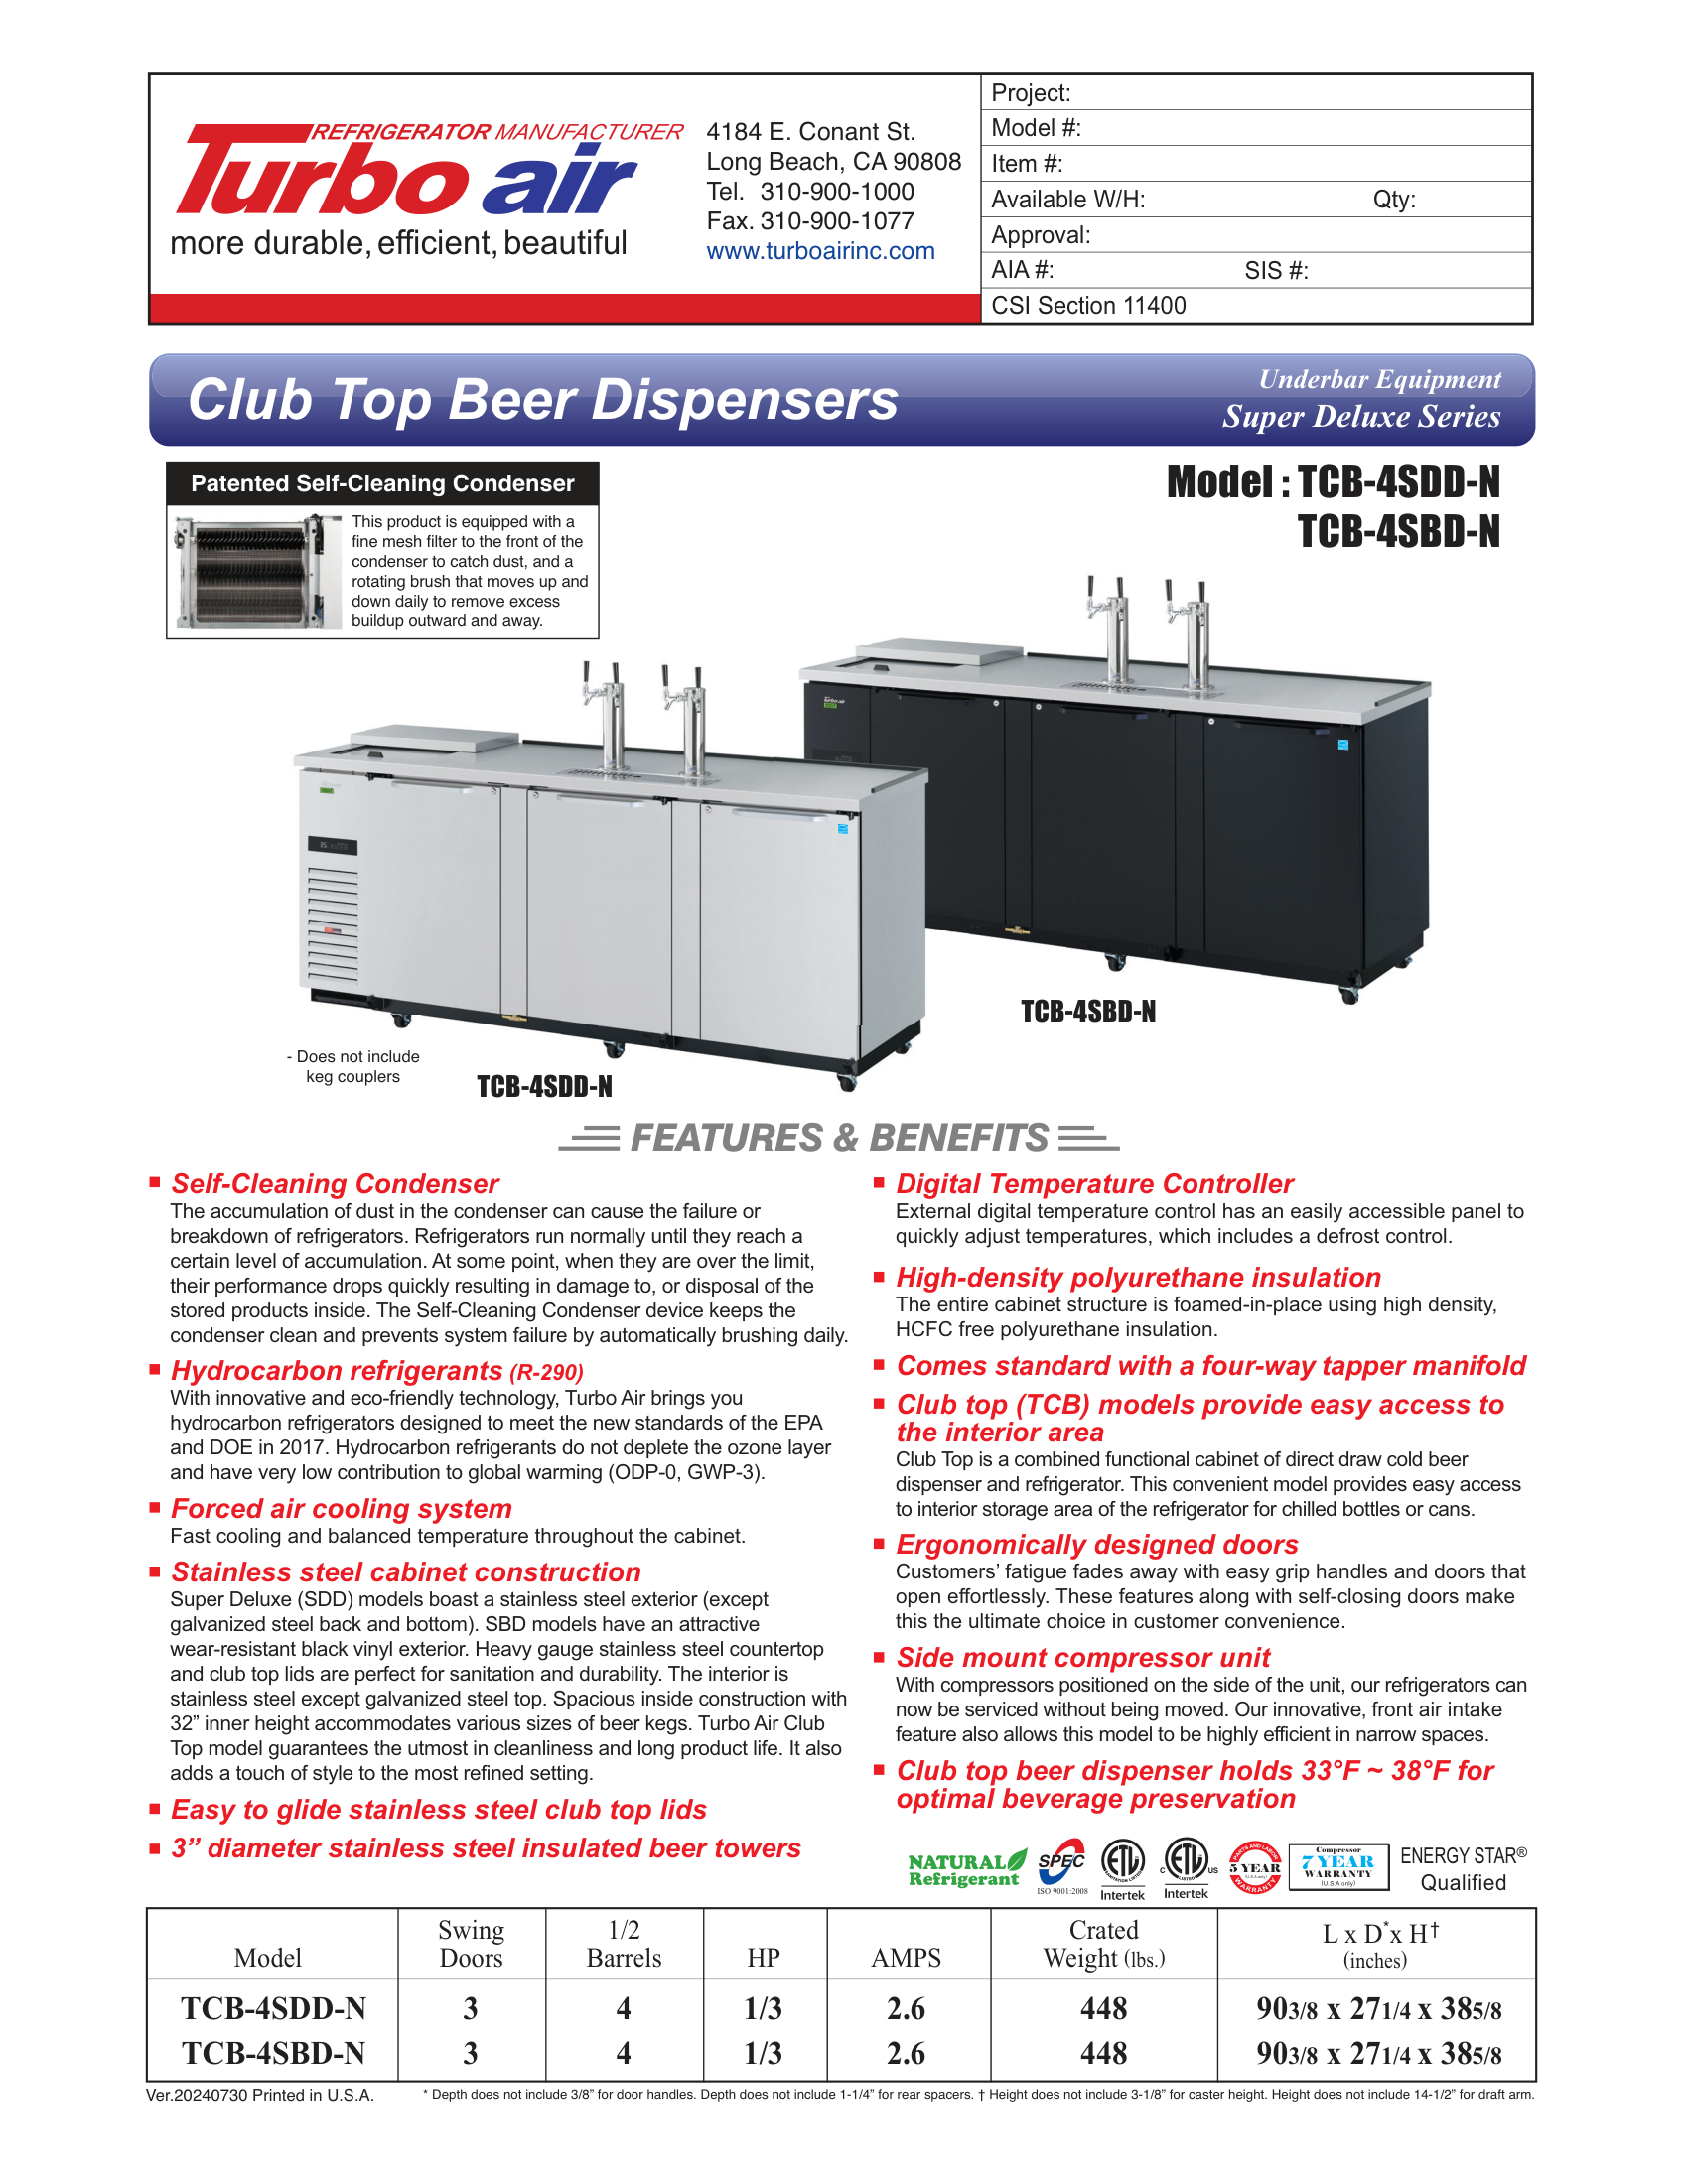 REFRIGERATOR MANUFACTURER
Turbo air
more durable, efficient, beautiful
4184 E. Conant St.
Long Beach, CA 90808
Tel. 310-900-1000
Fax. 310-900-1077
www.turboairinc.com
Project:
Model #:
Item #:
Available W/H: Qty:
Approval:
AIA #: SIS #:
CSI Section 11400
Club Top Beer Dispensers
Underbar Equipment
Super Deluxe Series
Patented Self-Cleaning Condenser
This product is equipped with a
fine mesh filter to the front of the
condenser to catch dust, and a
rotating brush that moves up and
down daily to remove excess
buildup outward and away.
Model : TCB-4SDD-N
TCB-4SBD-N
Turbo air
TCB-4SBD-N
- Does not include
keg couplers
TCB-4SDD-N
FEATURES & BENEFITS
■ Self-Cleaning Condenser
The accumulation of dust in the condenser can cause the failure or
breakdown of refrigerators. Refrigerators run normally until they reach a
certain level of accumulation. At some point, when they are over the limit,
their performance drops quickly resulting in damage to, or disposal of the
stored products inside. The Self-Cleaning Condenser device keeps the
condenser clean and prevents system failure by automatically brushing daily.
■ Hydrocarbon refrigerants (R-290)
With innovative and eco-friendly technology, Turbo Air brings you
hydrocarbon refrigerators designed to meet the new standards of the EPA
and DOE in 2017. Hydrocarbon refrigerants do not deplete the ozone layer
and have very low contribution to global warming (ODP-0, GWP-3).
■ Forced air cooling system
Fast cooling and balanced temperature throughout the cabinet.
■ Stainless steel cabinet construction
Super Deluxe (SDD) models boast a stainless steel exterior (except
galvanized steel back and bottom). SBD models have an attractive
wear-resistant black vinyl exterior. Heavy gauge stainless steel countertop
and club top lids are perfect for sanitation and durability. The interior is
stainless steel except galvanized steel top. Spacious inside construction with
32” inner height accommodates various sizes of beer kegs. Turbo Air Club
Top model guarantees the utmost in cleanliness and long product life. It also
adds a touch of style to the most refined setting.
■ Easy to glide stainless steel club top lids
■ 3” diameter stainless steel insulated beer towers
■ Digital Temperature Controller
External digital temperature control has an easily accessible panel to
quickly adjust temperatures, which includes a defrost control.
■ High-density polyurethane insulation
The entire cabinet structure is foamed-in-place using high density,
HCFC free polyurethane insulation.
■ Comes standard with a four-way tapper manifold
■ Club top (TCB) models provide easy access to
the interior area
Club Top is a combined functional cabinet of direct draw cold beer
dispenser and refrigerator. This convenient model provides easy access
to interior storage area of the refrigerator for chilled bottles or cans.
■ Ergonomically designed doors
Customers’ fatigue fades away with easy grip handles and doors that
open effortlessly. These features along with self-closing doors make
this the ultimate choice in customer convenience.
■ Side mount compressor unit
With compressors positioned on the side of the unit, our refrigerators can
now be serviced without being moved. Our innovative, front air intake
feature also allows this model to be highly efficient in narrow spaces.
■ Club top beer dispenser holds 33°F ~ 38°F for
optimal beverage preservation
NATURAL
Refrigerant
SPEC
ISO 9001:2008
ETL
SANITATION LISTED
Intertek
C ETL US
LISTED
Intertek
PARTS AND LABOR
5 YEAR
(U.S.A only)
WARRANTY
Compressor
7 YEAR
WARRANTY
(U.S.A only)
ENERGY STAR®
Qualified
Model Swing Doors 1/2 Barrels HP AMPS Crated Weight (lbs.) L x D* x H† (inches)
TCB-4SDD-N 3 4 1/3 2.6 448 903/8 x 271/4 x 385/8
TCB-4SBD-N 3 4 1/3 2.6 448 903/8 x 271/4 x 385/8
Ver.20240730 Printed in U.S.A. * Depth does not include 3/8” for door handles. Depth does not include 1-1/4” for rear spacers. † Height does not include 3-1/8” for caster height. Height does not include 14-1/2” for draft arm.